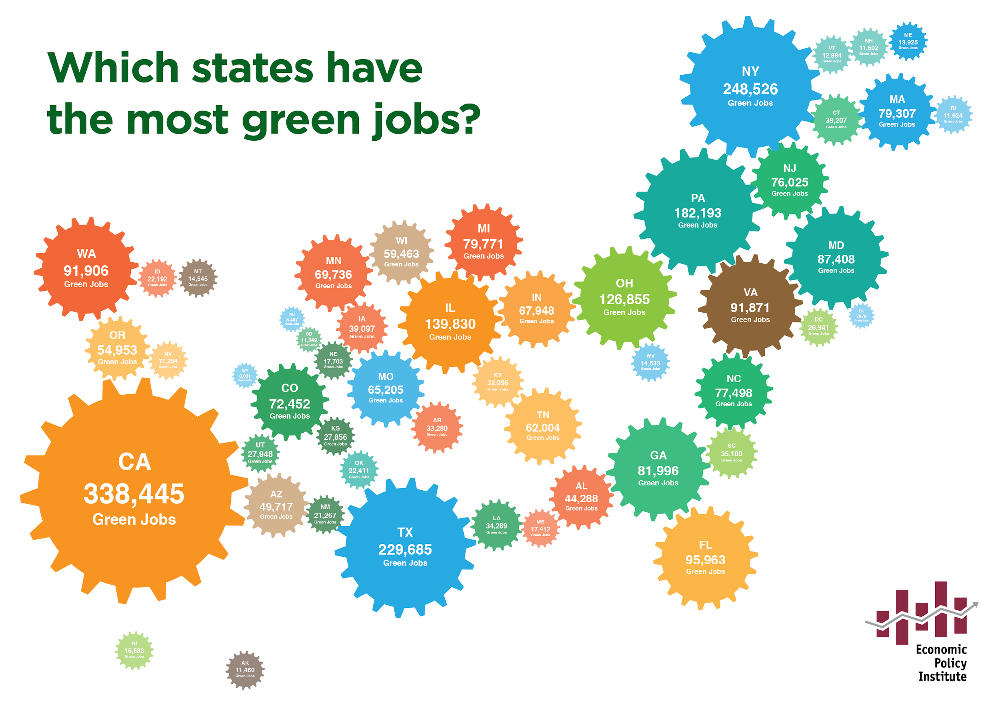 Which states have
the most green jobs?
NY
248,526
Green Jobs
VT
12,884
Green Jobs
NH
11,502
Green Jobs
ME
13,925
Green Jobs
CT
39,207
Green Jobs
MA
79,307
Green Jobs
RI
11,924
Green Jobs
PA
182,193
Green Jobs
NJ
76,025
Green Jobs
WA
91,906
Green Jobs
ID
22,192
Green Jobs
MT
14,545
Green Jobs
MN
69,736
Green Jobs
WI
59,463
Green Jobs
MI
79,771
Green Jobs
MD
87,408
Green Jobs
OH
126,855
Green Jobs
VA
91,871
Green Jobs
IL
139,830
Green Jobs
IN
67,948
Green Jobs
ND
8,407
Green Jobs
IA
39,097
Green Jobs
DC
26,941
Green Jobs
DE
7978
Green Jobs
OR
54,953
Green Jobs
NV
17,254
Green Jobs
SD
11,349
Green Jobs
NE
17,703
Green Jobs
WY
8,031
Green Jobs
CO
72,452
Green Jobs
MO
65,205
Green Jobs
KY
32,096
Green Jobs
WV
14,533
Green Jobs
NC
77,498
Green Jobs
KS
27,856
Green Jobs
AR
33,280
Green Jobs
TN
62,004
Green Jobs
CA
338,445
Green Jobs
UT
27,948
Green Jobs
OK
22,411
Green Jobs
GA
81,996
Green Jobs
SC
35,100
Green Jobs
AZ
49,717
Green Jobs
NM
21,267
Green Jobs
TX
229,685
Green Jobs
LA
34,289
Green Jobs
MS
17,412
Green Jobs
AL
44,288
Green Jobs
FL
95,963
Green Jobs
HI
15,583
Green Jobs
AK
11,460
Green Jobs
Economic
Policy
Institute